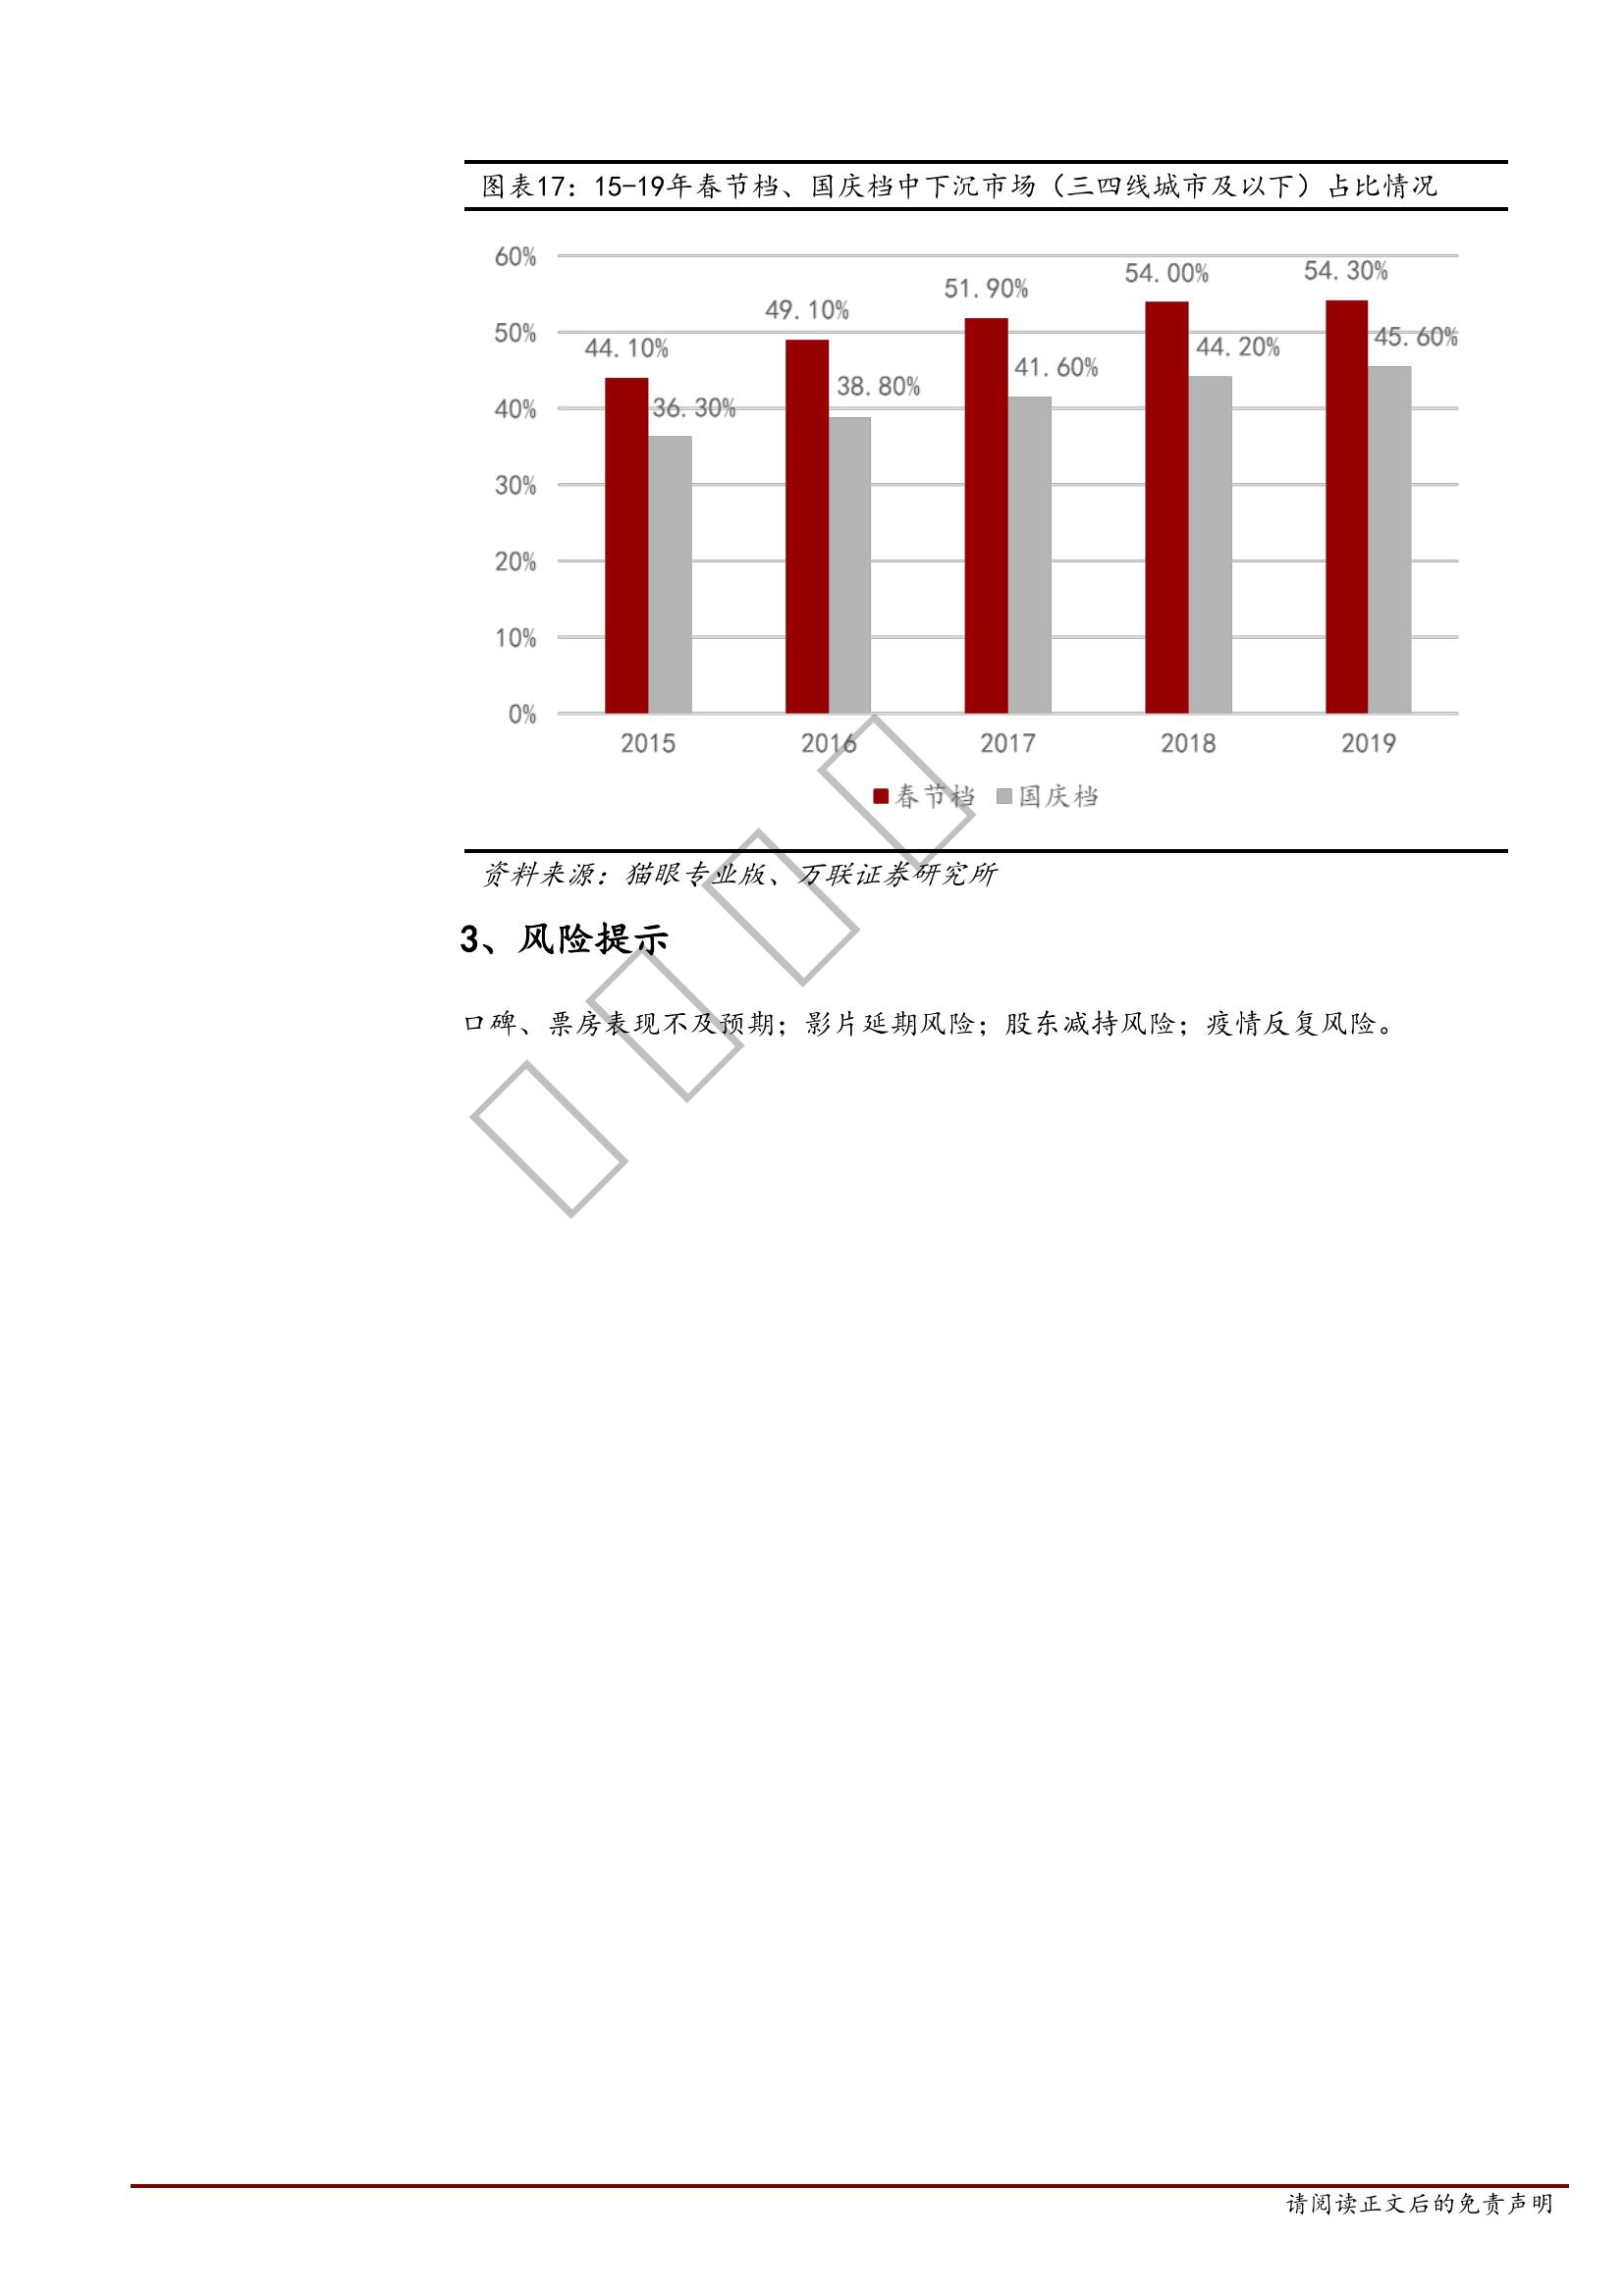 图表17：15-19年春节档、国庆档中下沉市场（三四线城市及以下）占比情况
60%
50%
40%
30%
20%
10%
0%
44.10%
36.30%
49.10%
38.80%
51.90%
41.60%
54.00%
44.20%
54.30%
45.60%
2015 2016 2017 2018 2019
春节档 国庆档
资料来源：猫眼专业版、万联证券研究所
3、风险提示
口碑、票房表现不及预期；影片延期风险；股东减持风险；疫情反复风险。
请阅读正文后的免责声明